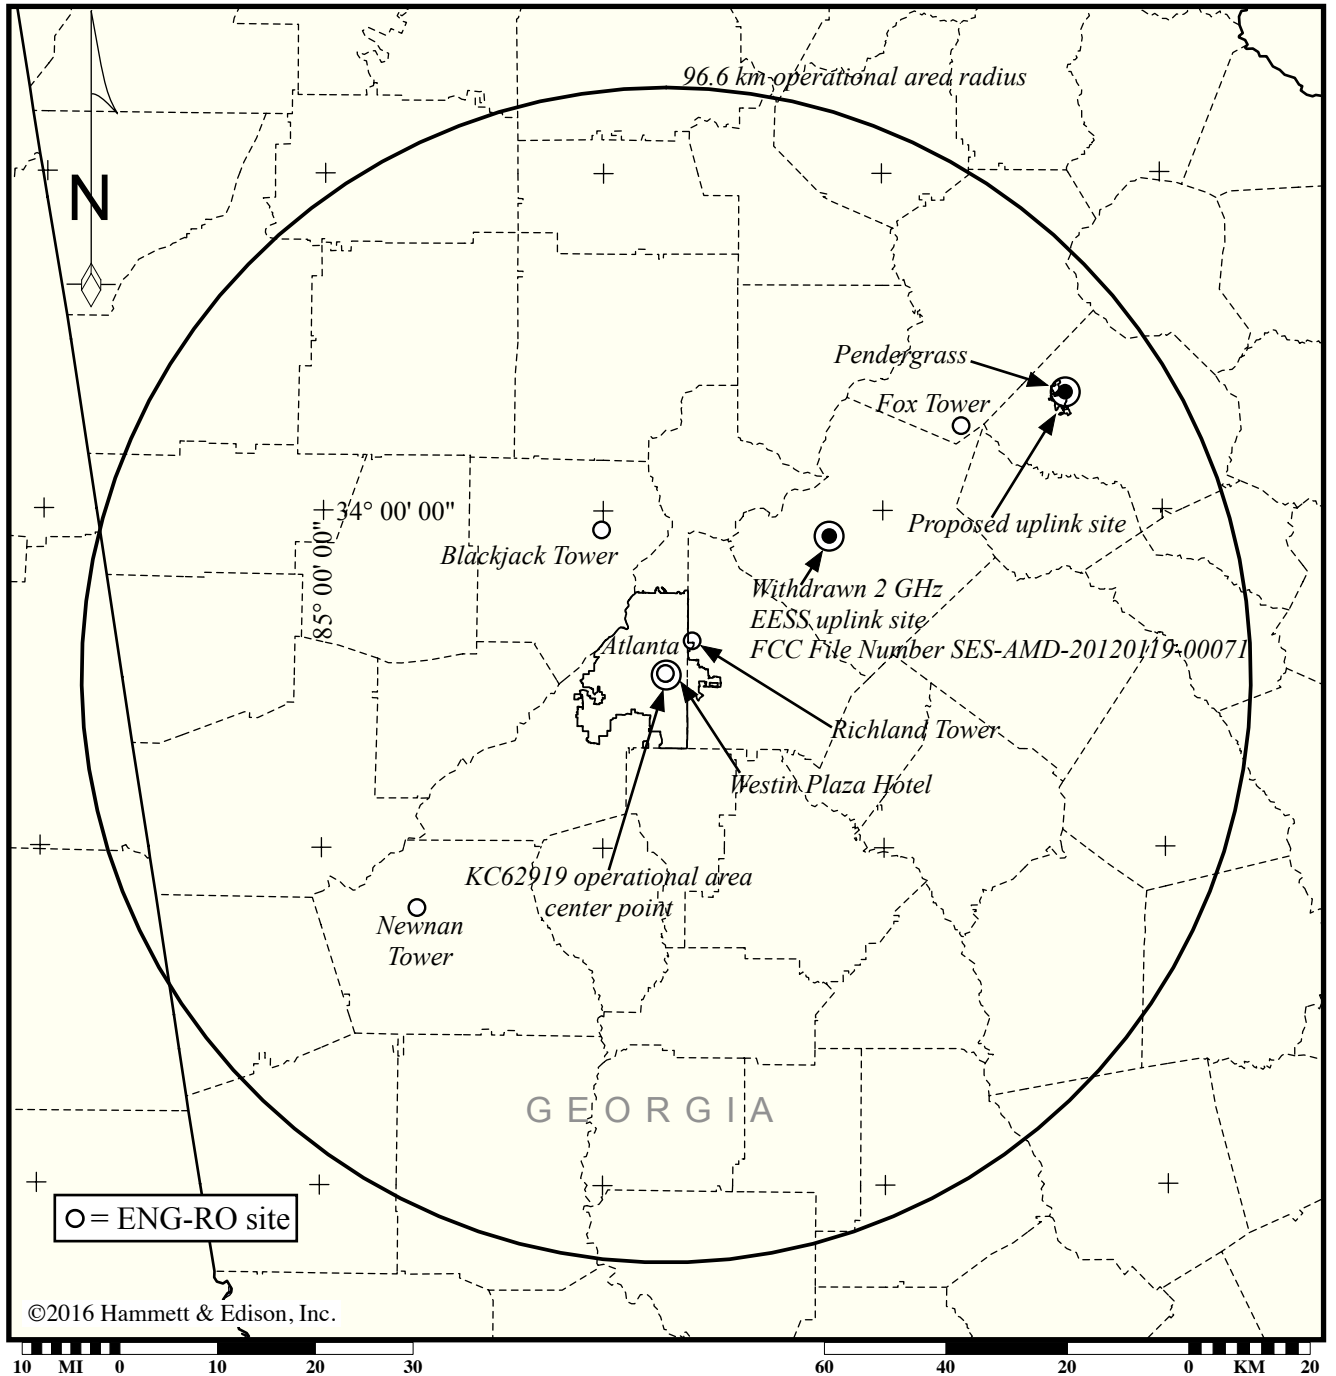 96.6 km operational area radius
N
Pendergrass
Fox Tower
34° 00' 00"
85° 00' 00"
Proposed uplink site
Blackjack Tower
Withdrawn 2 GHz
EESS uplink site
FCC File Number SES-AMD-20120119-00071
Atlanta
Richland Tower
Westin Plaza Hotel
KC62919 operational area
center point
Newnan
Tower
GEORGIA
= ENG-RO site
©2016 Hammett & Edison, Inc.
10 MI 0 10 20 30 60 40 20 0 KM 20